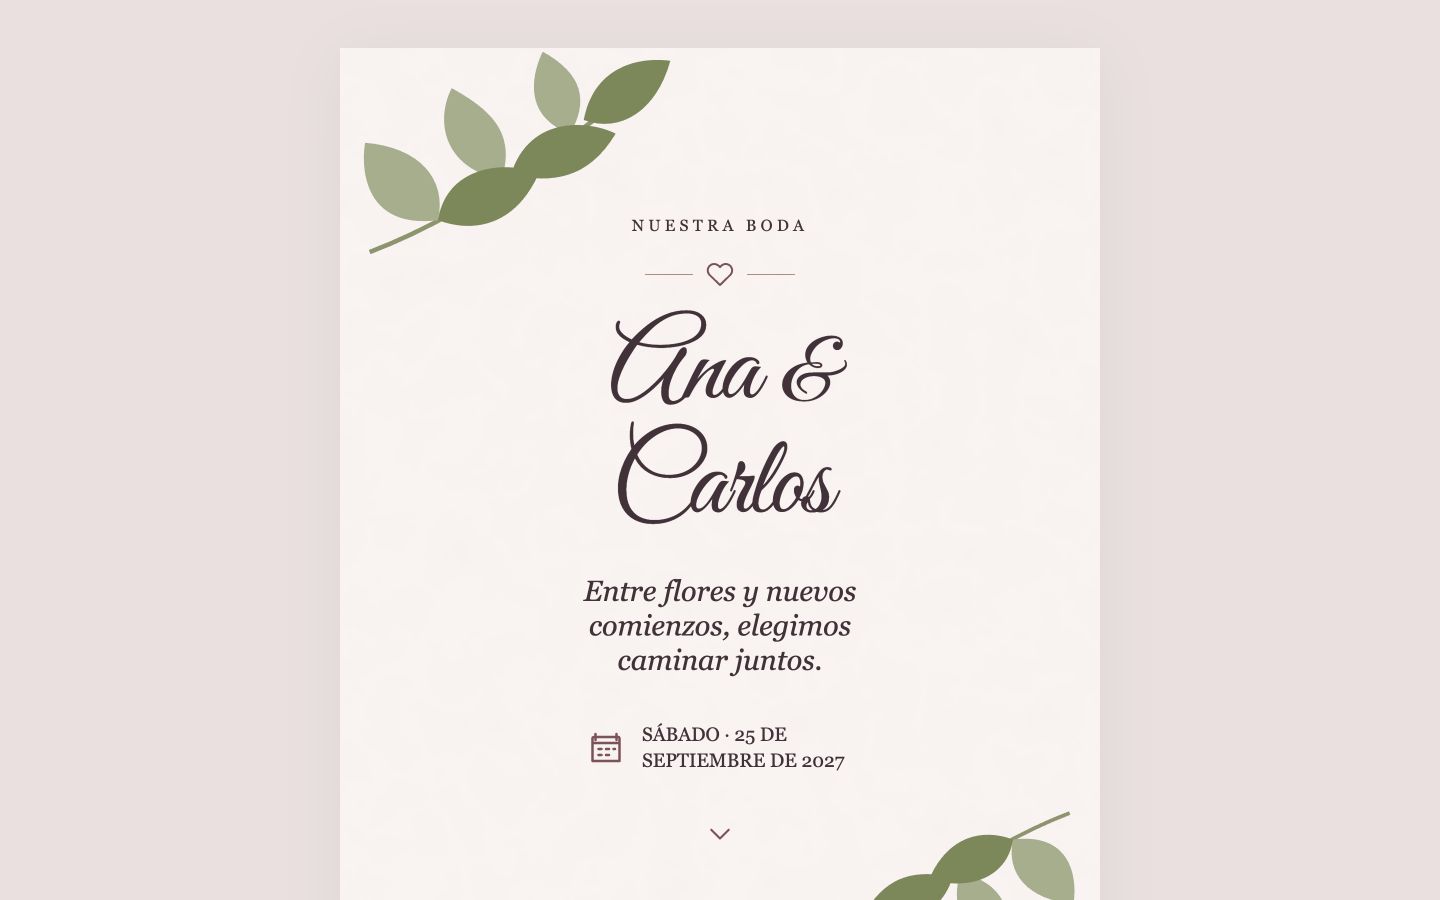 NUESTRA BODA
Ana &
Carlos
Entre flores y nuevos
comienzos, elegimos
caminar juntos.
SÁBADO · 25 DE
SEPTIEMBRE DE 2027